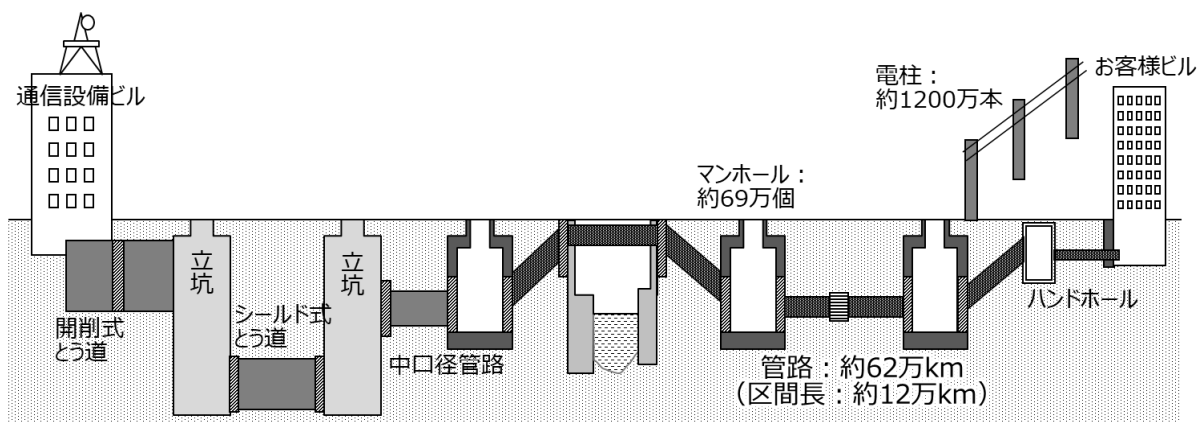 通信設備ビル
電柱：
約1200万本
お客様ビル
マンホール：
約69万個
立坑
立坑
開削式
とう道
シールド式
とう道
中口径管路
ハンドホール
管路：約62万km
（区間長：約12万km）